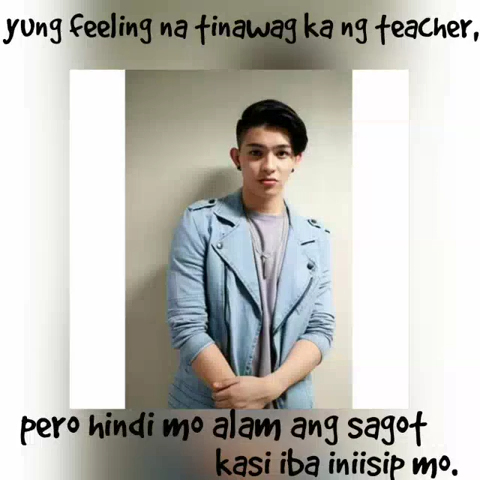 yung feeling na tinawag ka ng teacher,
pero hindi mo alam ang sagot
kasi iba iniisip mo.